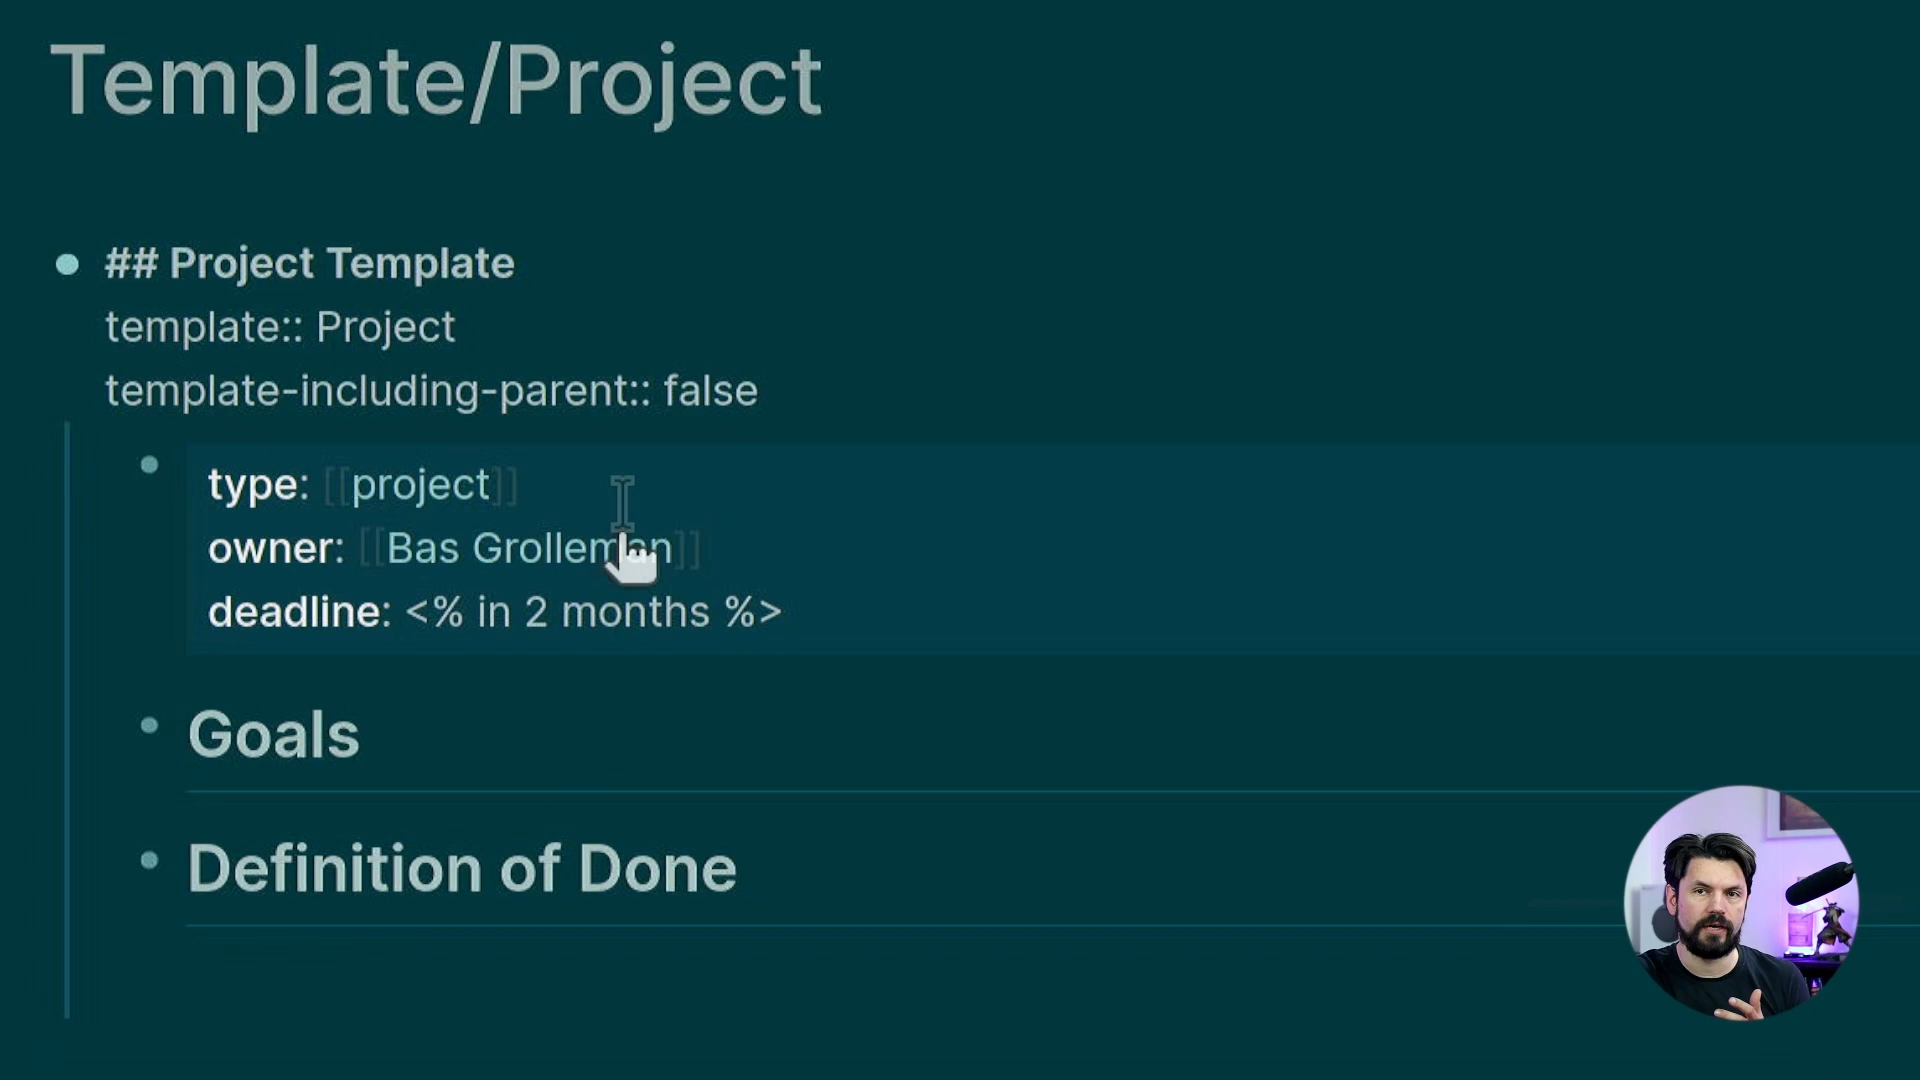 Template/Project
## Project Template
template:: Project
template-including-parent:: false
type: [[project]]
owner: [[Bas Grolleman]]
deadline: <% in 2 months %>
Goals
Definition of Done